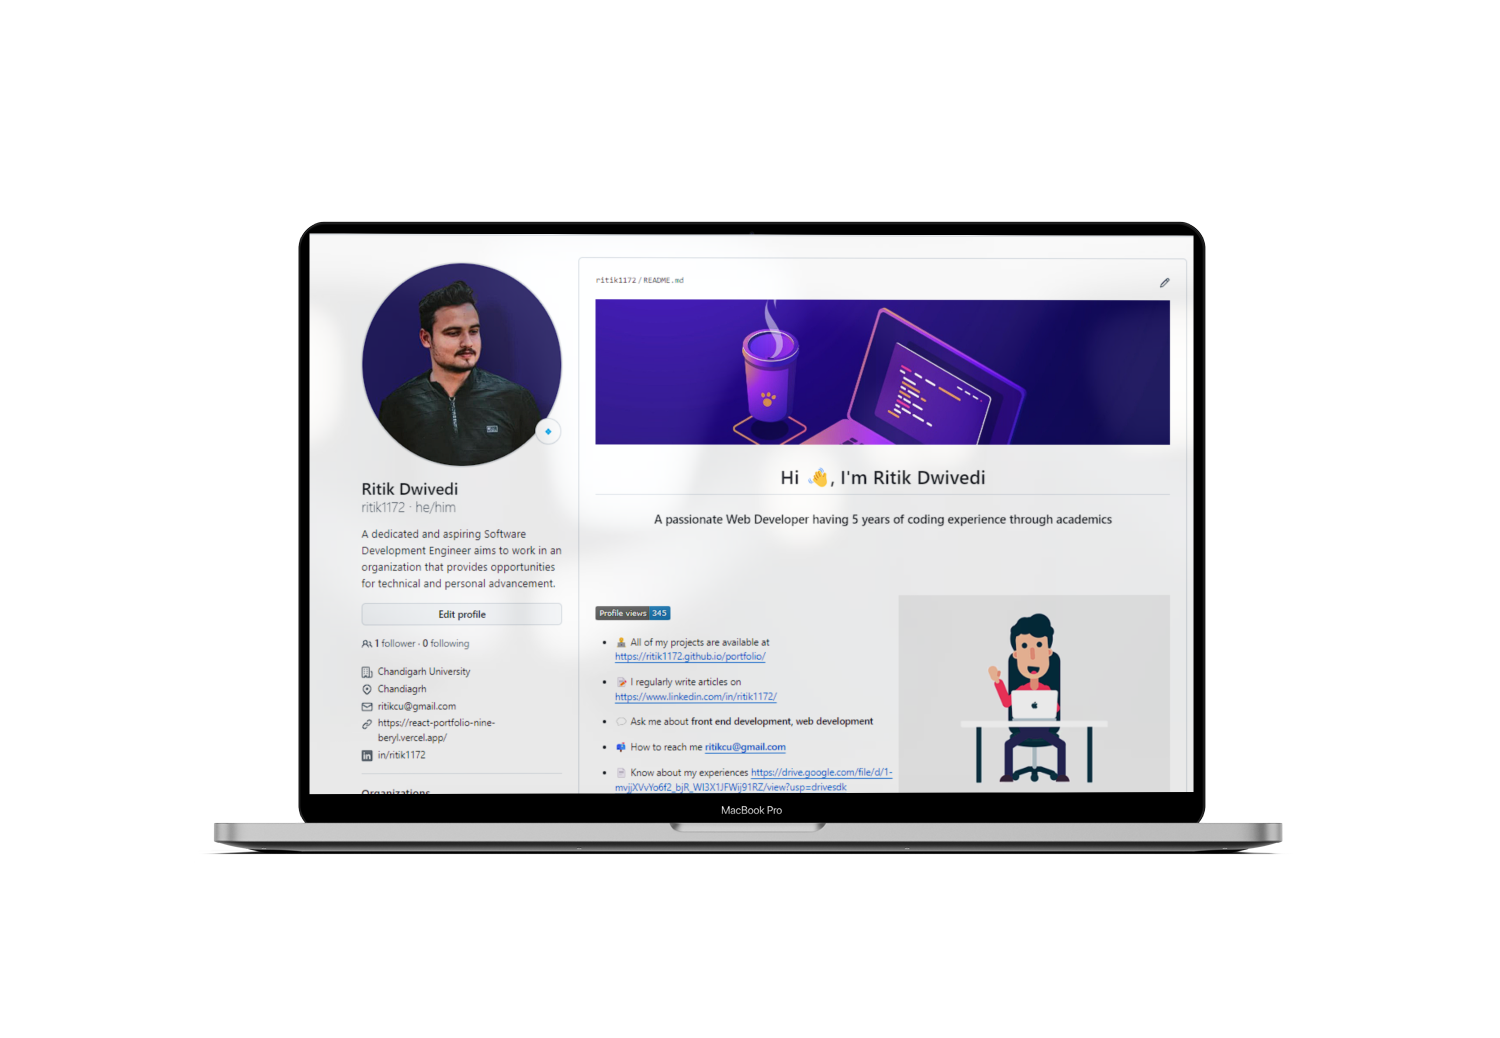 Ritik Dwivedi
ritik1172 · he/him
A dedicated and aspiring Software
Development Engineer aims to work in an
organization that provides opportunities
for technical and personal advancement.
Edit profile
1 follower · 0 following
Chandigarh University
Chandiagrh
ritikcu@gmail.com
https://react-portfolio-nine-
beryl.vercel.app/
in/ritik1172
Organizations
ritik1172 / README.md
Hi 👋, I'm Ritik Dwivedi
A passionate Web Developer having 5 years of coding experience through academics
Profile views 345
All of my projects are available at
https://ritik1172.github.io/portfolio/
I regularly write articles on
https://www.linkedin.com/in/ritik1172/
Ask me about front end development, web development
How to reach me ritikcu@gmail.com
Know about my experiences https://drive.google.com/file/d/1-
mvjjXVvYo6f2_bjR_WI3X1JFWij91RZ/view?usp=drivesdk
MacBook Pro